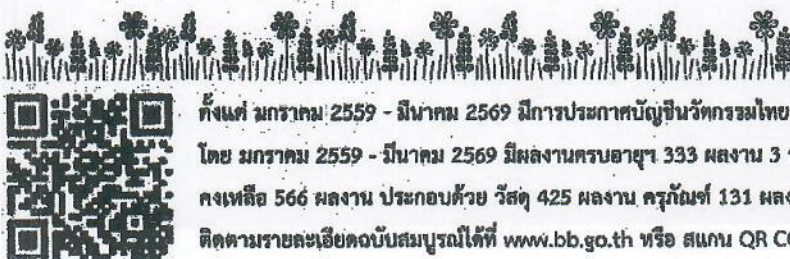 ตั้งแต่ มกราคม 2559 - มีนาคม 2569 มีการประกาศบัญชีนวัตกรรมไทย
โดย มกราคม 2559 - มีนาคม 2569 มีผลงานครบอายุฯ 333 ผลงาน 3
คงเหลือ 566 ผลงาน ประกอบด้วย วัสดุ 425 ผลงาน ครุภัณฑ์ 131
ติดตามรายละเอียดฉบับสมบูรณ์ได้ที่ www.bb.go.th หรือ สแกน QR